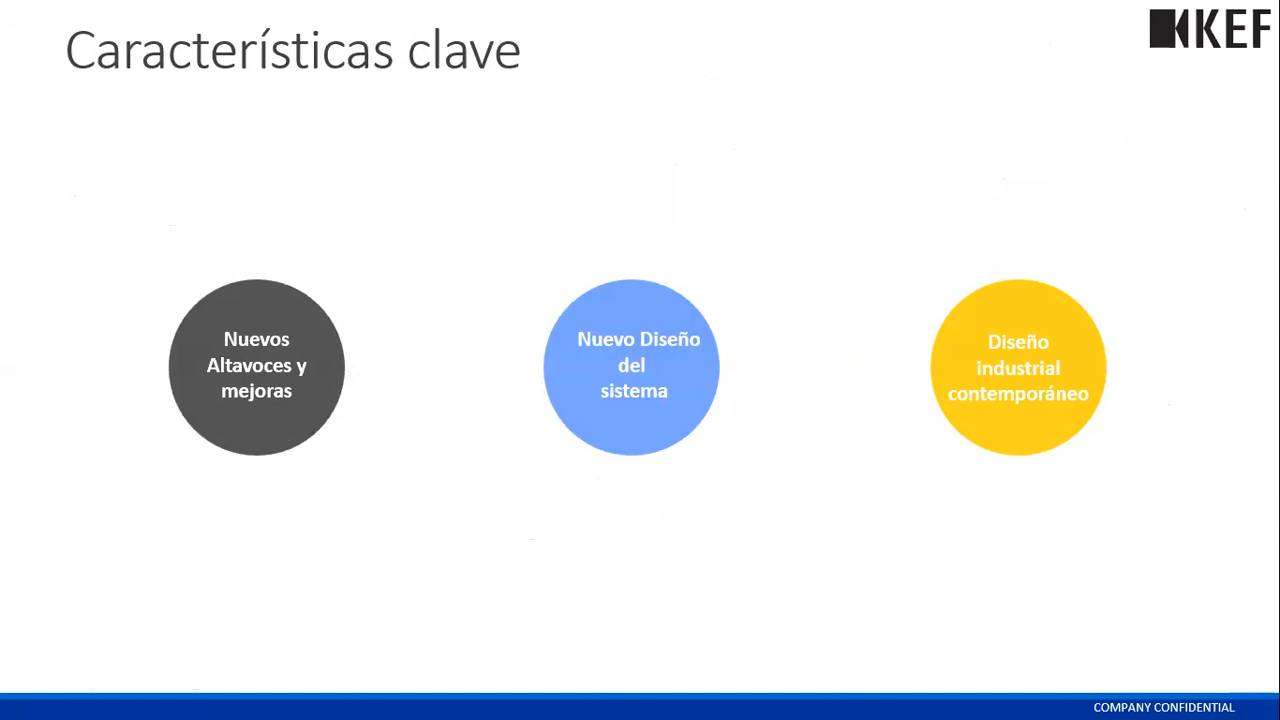 Características clave
KEF
Nuevos
Altavoces y
mejoras
Nuevo Diseño
del
sistema
Diseño
industrial
contemporáneo
COMPANY CONFIDENTIAL